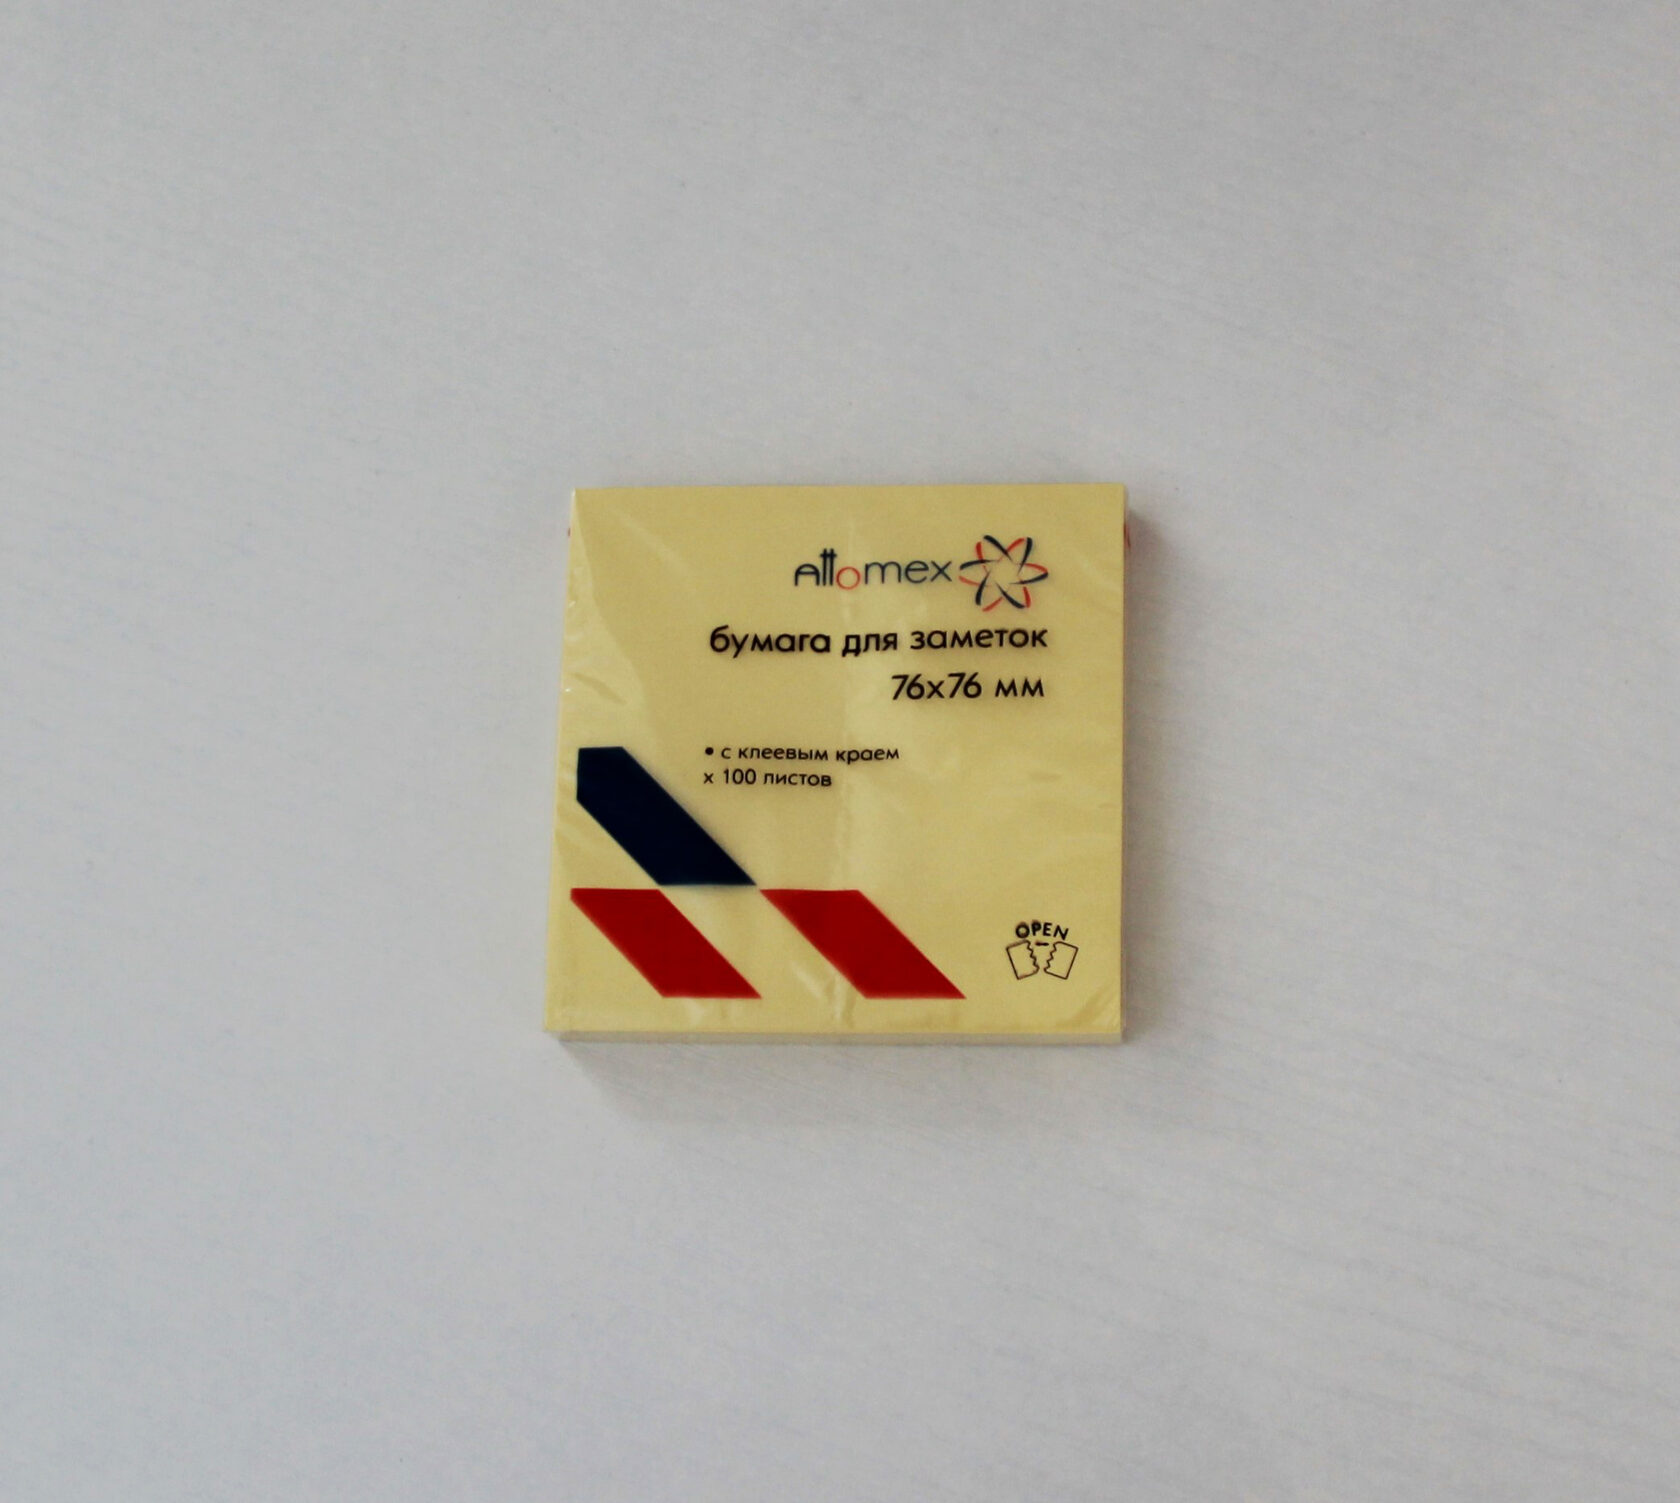 Attomex
бумага для заметок
76x76 мм
• с клеевым краем
x 100 листов
OPEN